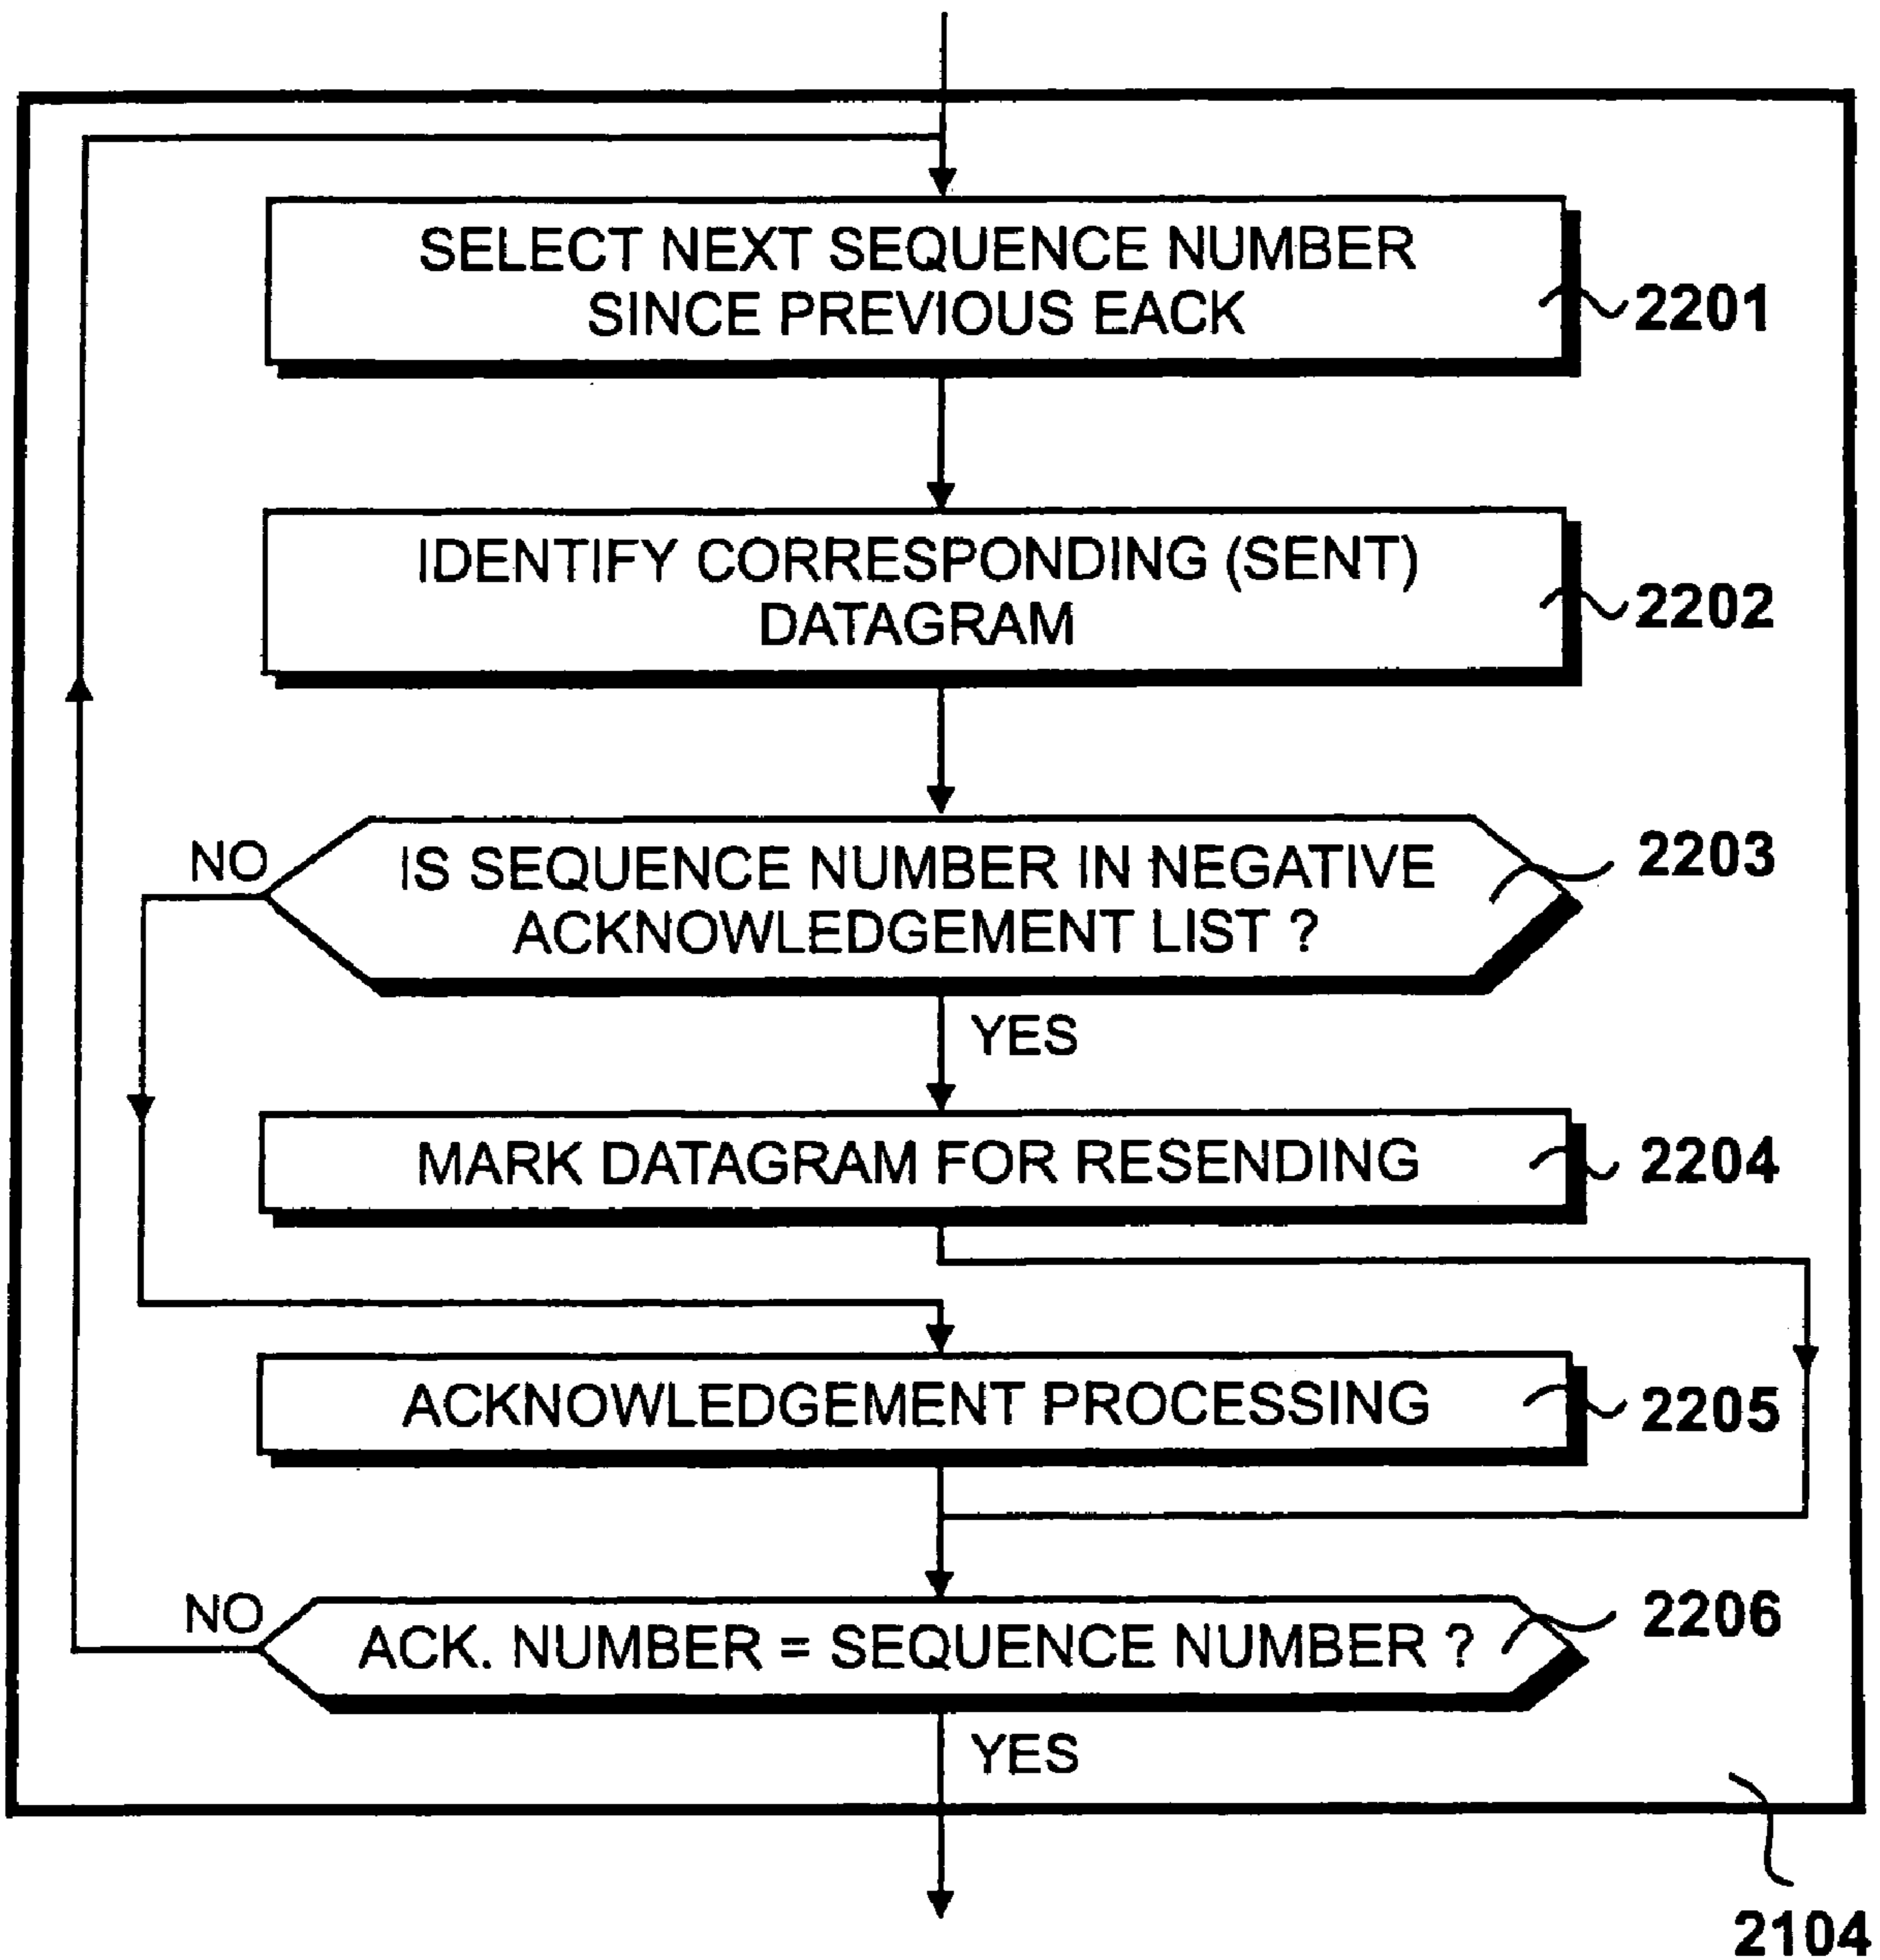 SELECT NEXT SEQUENCE NUMBER
SINCE PREVIOUS EACK
2201
IDENTIFY CORRESPONDING (SENT)
DATAGRAM
2202
NO
IS SEQUENCE NUMBER IN NEGATIVE
ACKNOWLEDGEMENT LIST ?
2203
YES
MARK DATAGRAM FOR RESENDING
2204
ACKNOWLEDGEMENT PROCESSING
2205
NO
ACK. NUMBER = SEQUENCE NUMBER ?
2206
YES
2104